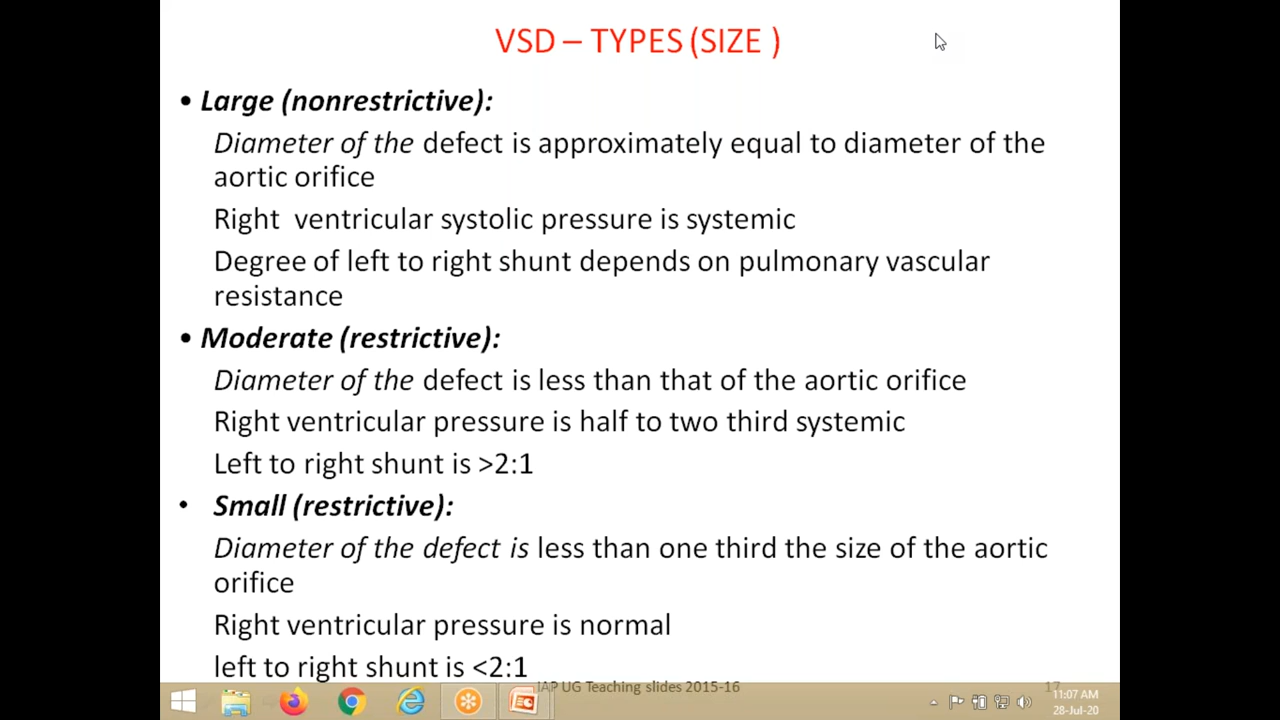 VSD – TYPES (SIZE )
• Large (nonrestrictive):
Diameter of the defect is approximately equal to diameter of the
aortic orifice
Right ventricular systolic pressure is systemic
Degree of left to right shunt depends on pulmonary vascular
resistance
• Moderate (restrictive):
Diameter of the defect is less than that of the aortic orifice
Right ventricular pressure is half to two third systemic
Left to right shunt is >2:1
• Small (restrictive):
Diameter of the defect is less than one third the size of the aortic
orifice
Right ventricular pressure is normal
left to right shunt is <2:1
IAP UG Teaching slides 2015-16
17
11:07 AM
28-Jul-20